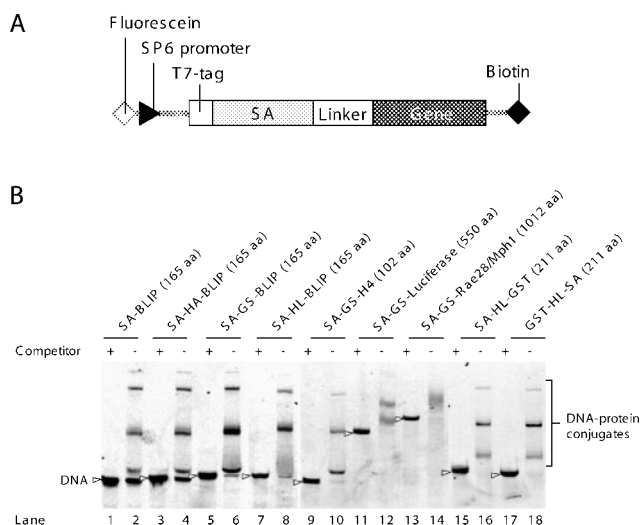 A
Fluorescein
SP6 promoter
T7-tag
Biotin
SA
Linker
Gene
B
SA-BLIP (165 aa)
SA-HA-BLIP (165 aa)
SA-GS-BLIP (165 aa)
SA-HL-BLIP (165 aa)
SA-GS-H4 (102 aa)
SA-GS-Luciferase (550 aa)
SA-GS-Rae28/Mph1 (1012 aa)
SA-HL-GST (211 aa)
GST-HL-SA (211 aa)
Competitor + - + - + - + - + - + - + - + - + -
DNA-protein
conjugates
DNA
Lane 1 2 3 4 5 6 7 8 9 10 11 12 13 14 15 16 17 18